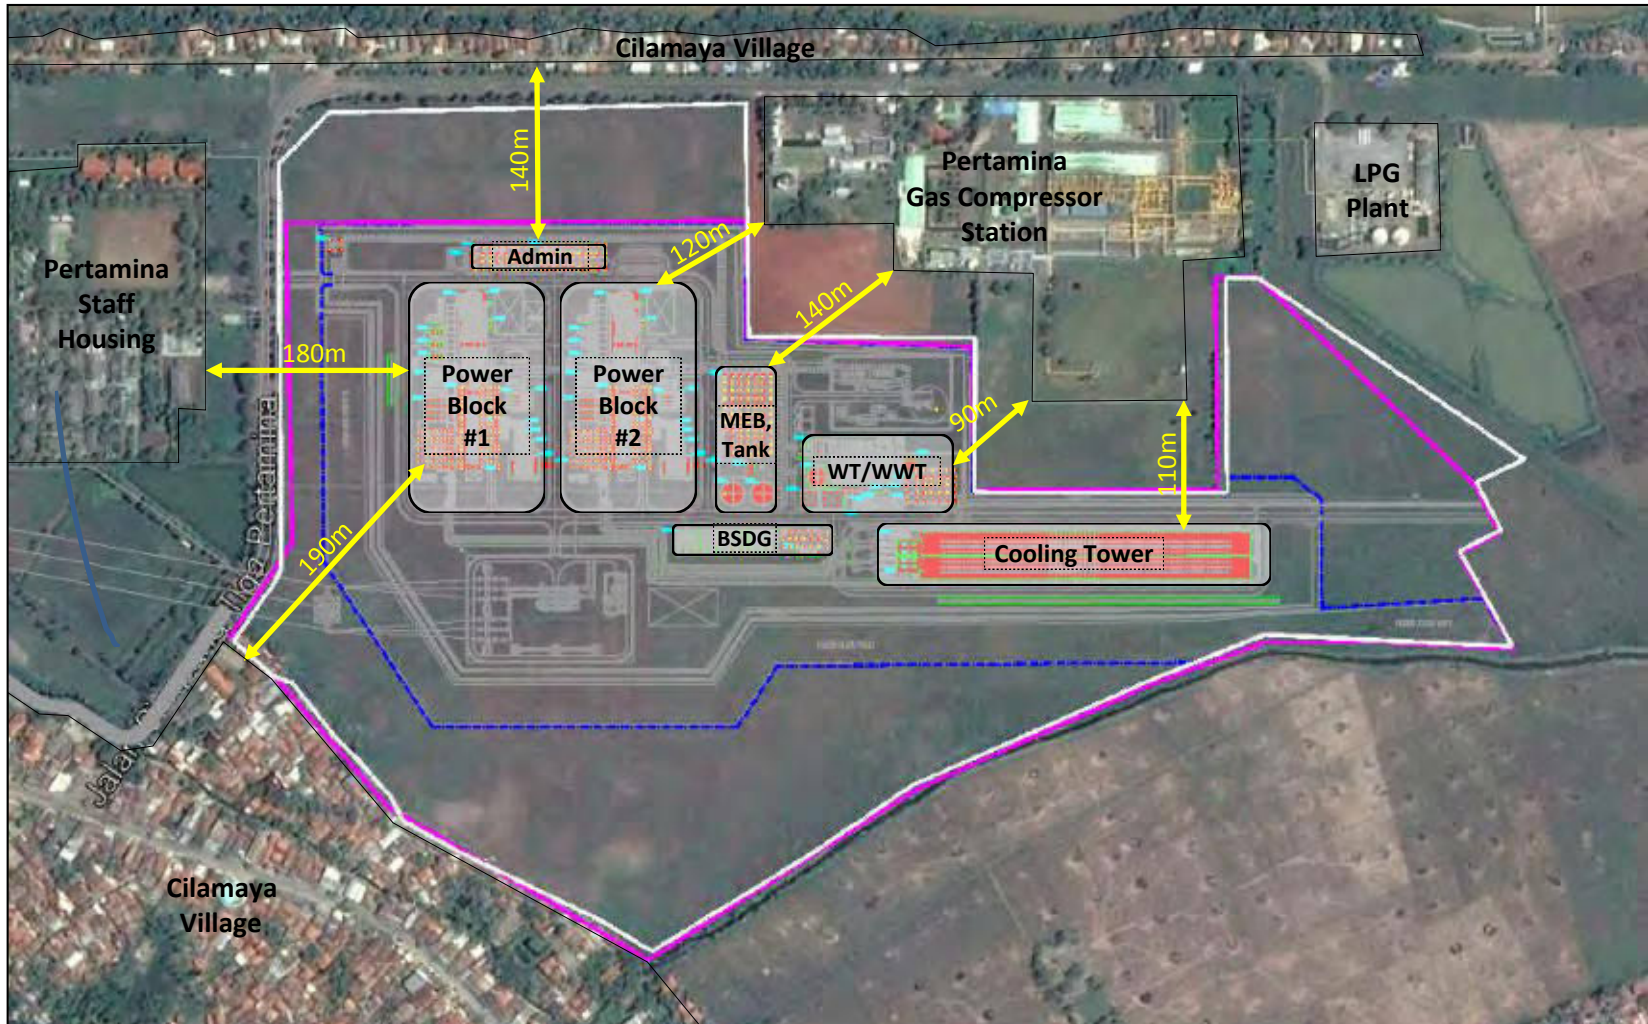 Cilamaya Village
140m
Pertamina
Gas Compressor
Station
LPG
Plant
Pertamina
Staff
Housing
Admin
120m
140m
180m
Power
Block
#1
Power
Block
#2
MEB,
Tank
90m
WT/WWT
110m
190m
BSDG
Cooling Tower
Pertamina
Jalan
Cilamaya
Village